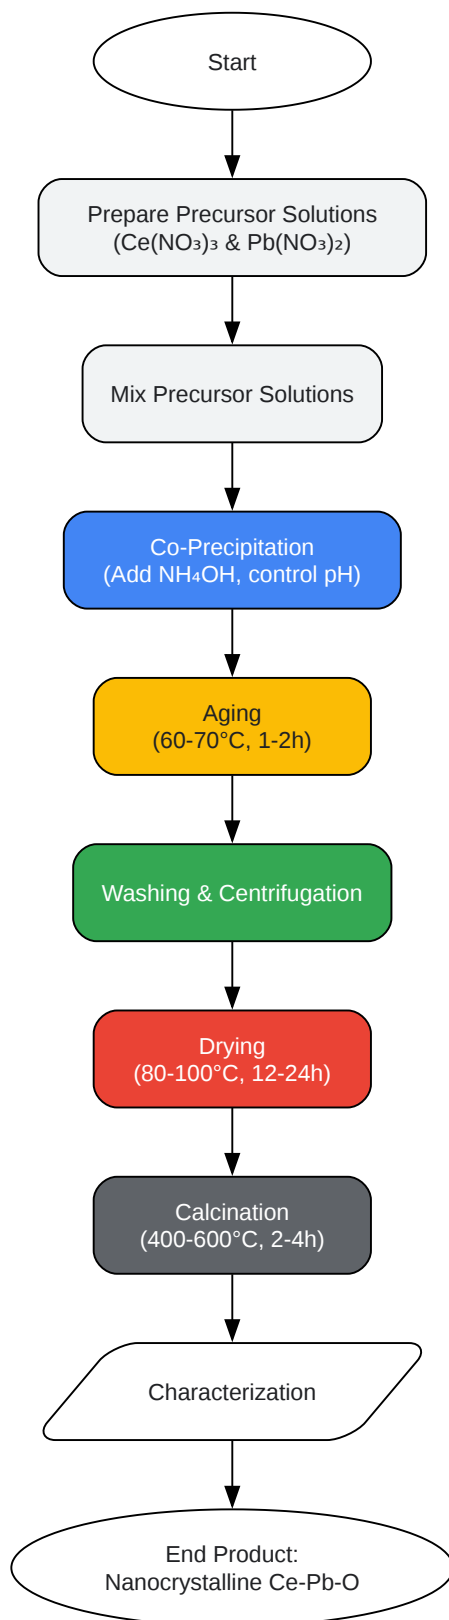 Start
Prepare Precursor Solutions
(Ce(NO₃)₃ & Pb(NO₃)₂)
Mix Precursor Solutions
Co-Precipitation
(Add NH₄OH, control pH)
Aging
(60-70°C, 1-2h)
Washing & Centrifugation
Drying
(80-100°C, 12-24h)
Calcination
(400-600°C, 2-4h)
Characterization
End Product:
Nanocrystalline Ce-Pb-O